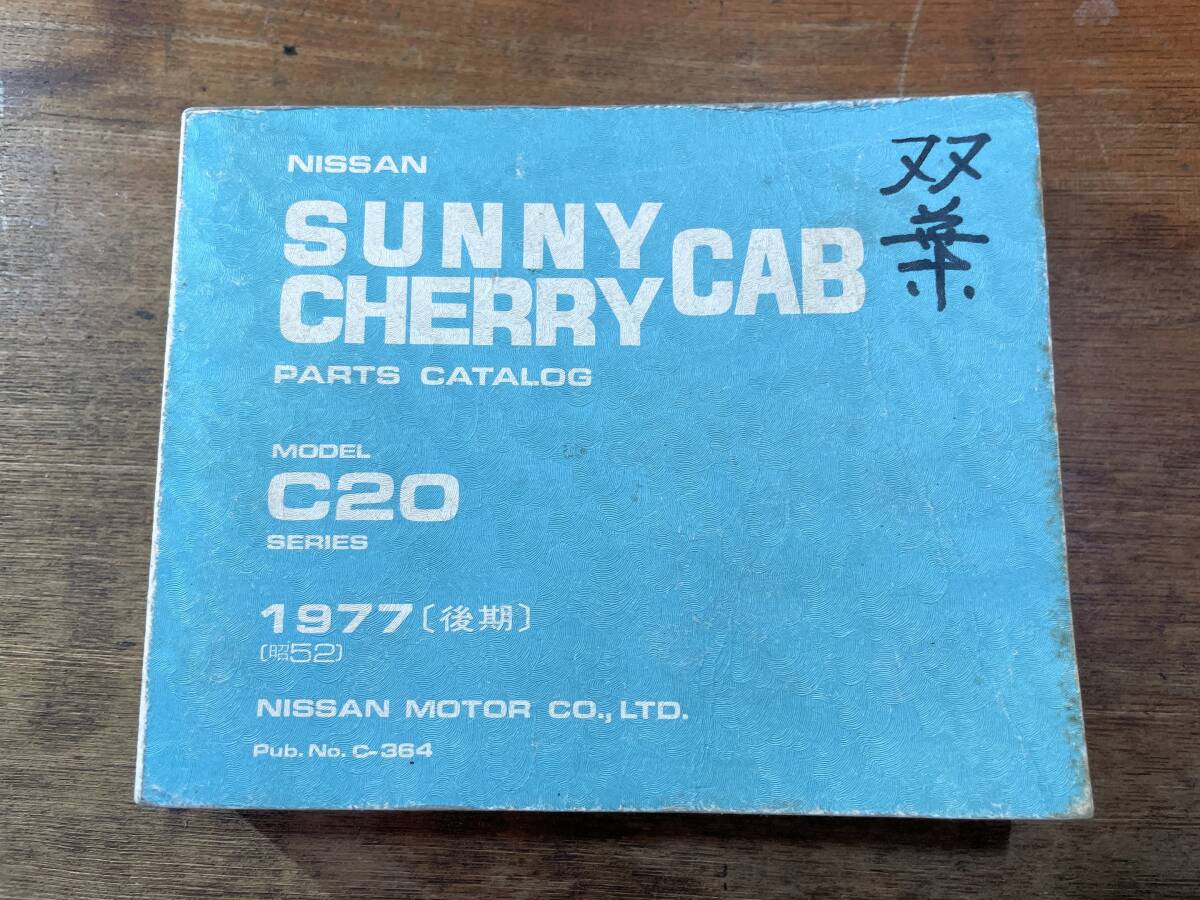 NISSAN
SUNNY
CHERRY
CAB
PARTS CATALOG
MODEL
C20
SERIES
1977〔後期〕
〔昭52〕
NISSAN MOTOR CO., LTD.
Pub. No. C-364
双
葉